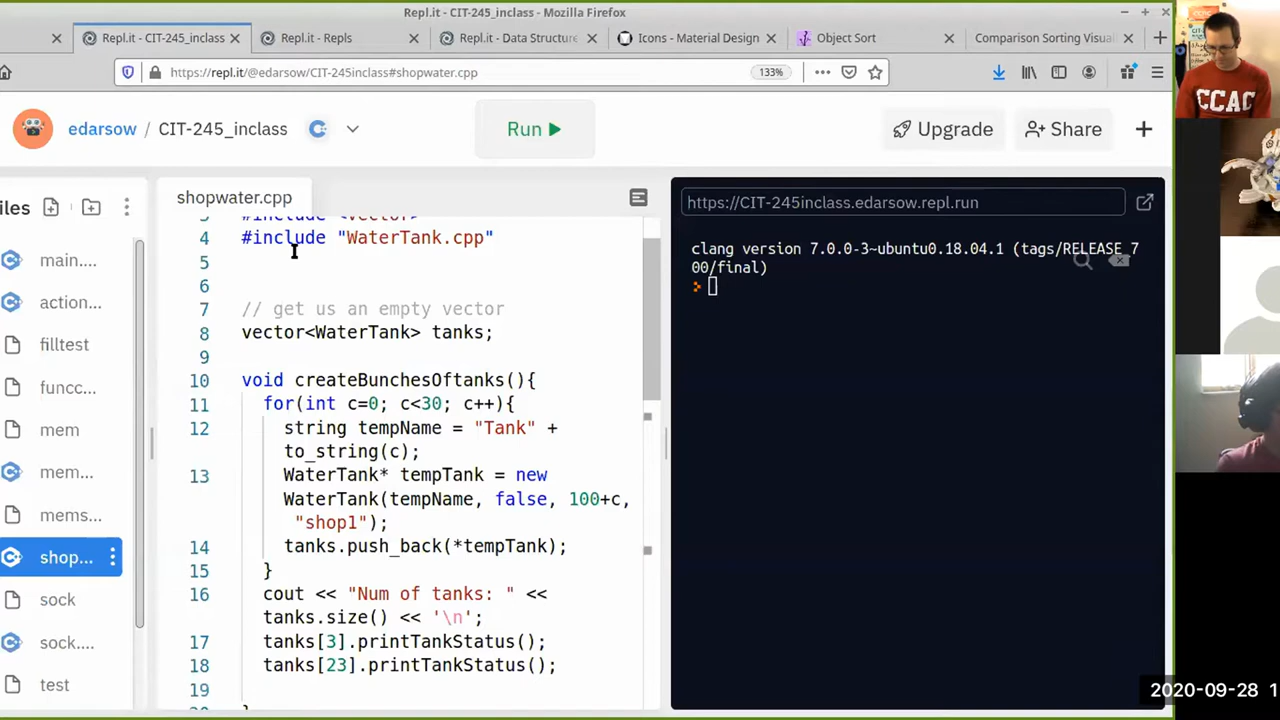 Repl.it - CIT-245_inclass - Mozilla Firefox
Repl.it - CIT-245_inclass
Repl.it - Repls
Repl.it - Data Structure
Icons - Material Design
Object Sort
Comparison Sorting Visual
https://repl.it/@edarsow/CIT-245inclass#shopwater.cpp
133%
edarsow / CIT-245_inclass
Run
Upgrade
Share
iles
main....
action...
filltest
funcc...
mem
mem...
mems...
shop...
sock
sock....
test
shopwater.cpp
3 #include <vector>
4 #include "WaterTank.cpp"
5
6
7 // get us an empty vector
8 vector<WaterTank> tanks;
9
10 void createBunchesOftanks(){
11 for(int c=0; c<30; c++){
12 string tempName = "Tank" +
to_string(c);
13 WaterTank* tempTank = new
WaterTank(tempName, false, 100+c,
"shop1");
14 tanks.push_back(*tempTank);
15 }
16 cout << "Num of tanks: " <<
tanks.size() << '\n';
17 tanks[3].printTankStatus();
18 tanks[23].printTankStatus();
19
https://CIT-245inclass.edarsow.repl.run
clang version 7.0.0-3~ubuntu0.18.04.1 (tags/RELEASE_7
00/final)
CCAC
2020-09-28 1